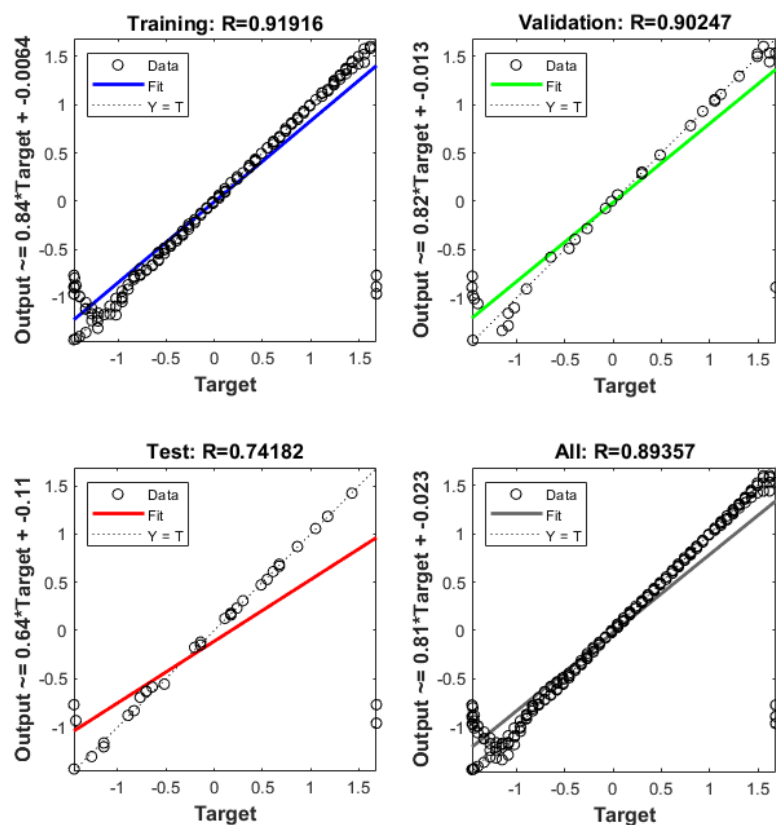 Training: R=0.91916
Output ~= 0.84*Target + -0.0064
Data
Fit
Y = T
1.5
1
0.5
0
-0.5
-1
-1
-0.5
0
0.5
1
1.5
Target
Validation: R=0.90247
Output ~= 0.82*Target + -0.013
Data
Fit
Y = T
1.5
1
0.5
0
-0.5
-1
-1
-0.5
0
0.5
1
1.5
Target
Test: R=0.74182
Output ~= 0.64*Target + -0.11
Data
Fit
Y = T
1.5
1
0.5
0
-0.5
-1
-1
-0.5
0
0.5
1
1.5
Target
All: R=0.89357
Output ~= 0.81*Target + -0.023
Data
Fit
Y = T
1.5
1
0.5
0
-0.5
-1
-1
-0.5
0
0.5
1
1.5
Target